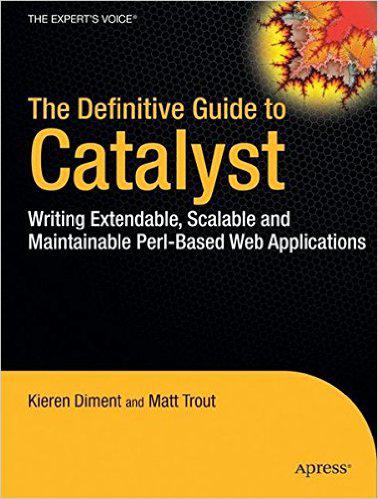 THE EXPERT'S VOICE®
The Definitive Guide to
Catalyst
Writing Extendable, Scalable and
Maintainable Perl-Based Web Applications
Kieren Diment and Matt Trout
Apress®